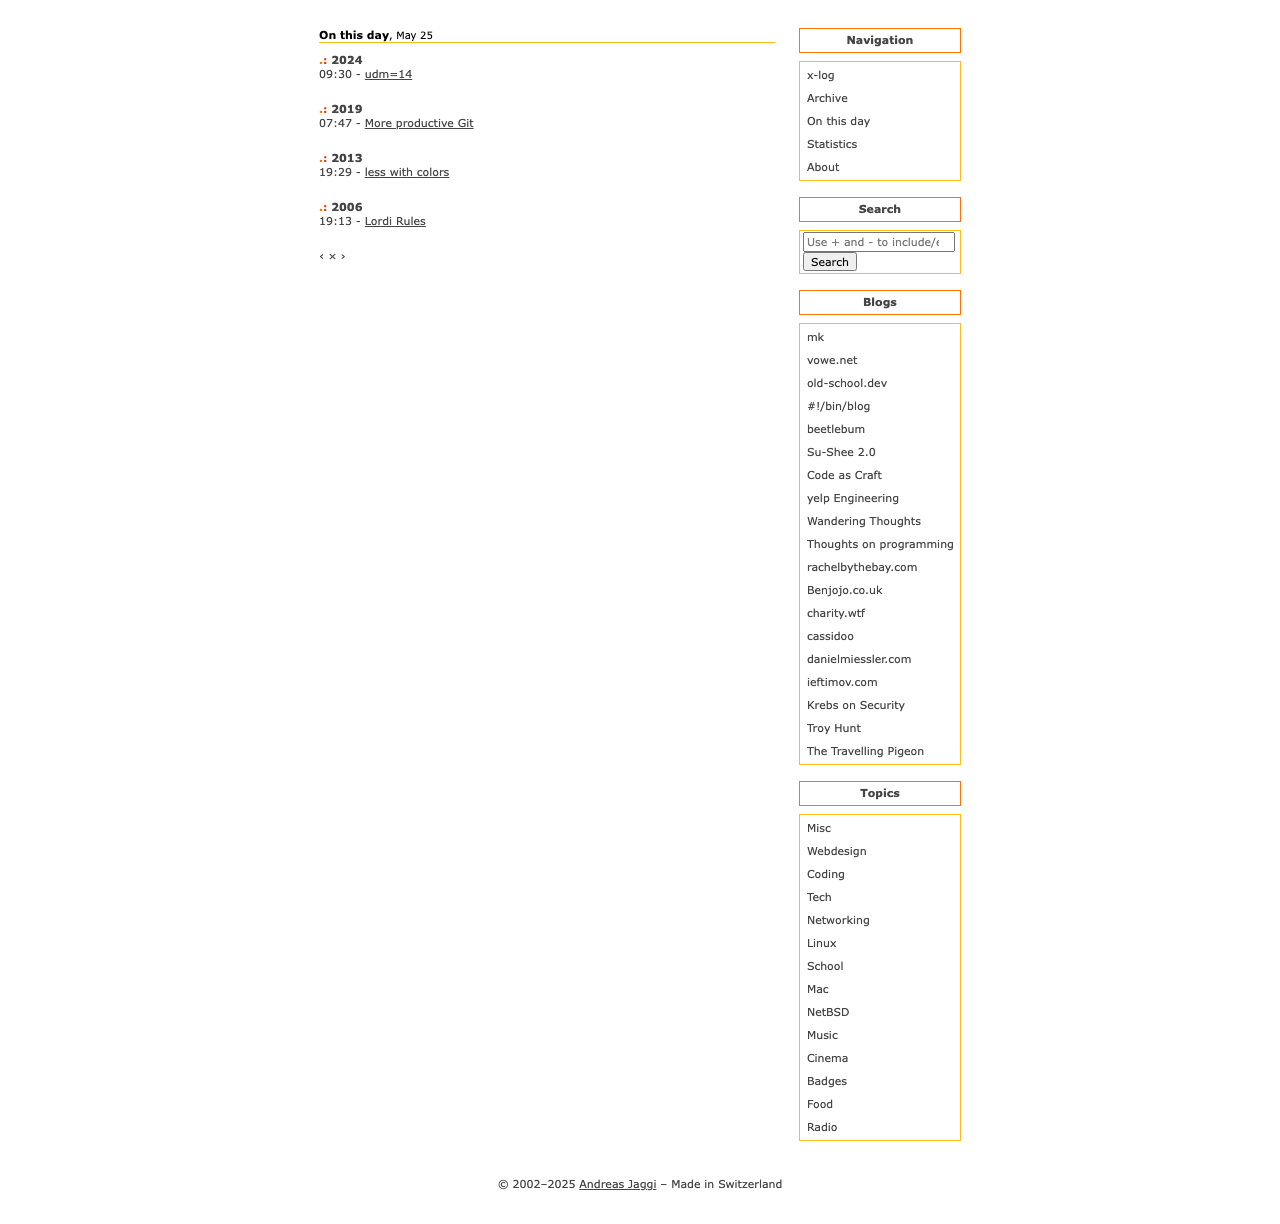 On this day, May 25
.: 2024
09:30 - udm=14
.: 2019
07:47 - More productive Git
.: 2013
19:29 - less with colors
.: 2006
19:13 - Lordi Rules
‹ × ›
Navigation
x-log
Archive
On this day
Statistics
About
Search
Use + and - to include/e
Search
Blogs
mk
vowe.net
old-school.dev
#!/bin/blog
beetlebum
Su-Shee 2.0
Code as Craft
yelp Engineering
Wandering Thoughts
Thoughts on programming
rachelbythebay.com
Benjojo.co.uk
charity.wtf
cassidoo
danielmiessler.com
ieftimov.com
Krebs on Security
Troy Hunt
The Travelling Pigeon
Topics
Misc
Webdesign
Coding
Tech
Networking
Linux
School
Mac
NetBSD
Music
Cinema
Badges
Food
Radio
© 2002–2025 Andreas Jaggi – Made in Switzerland